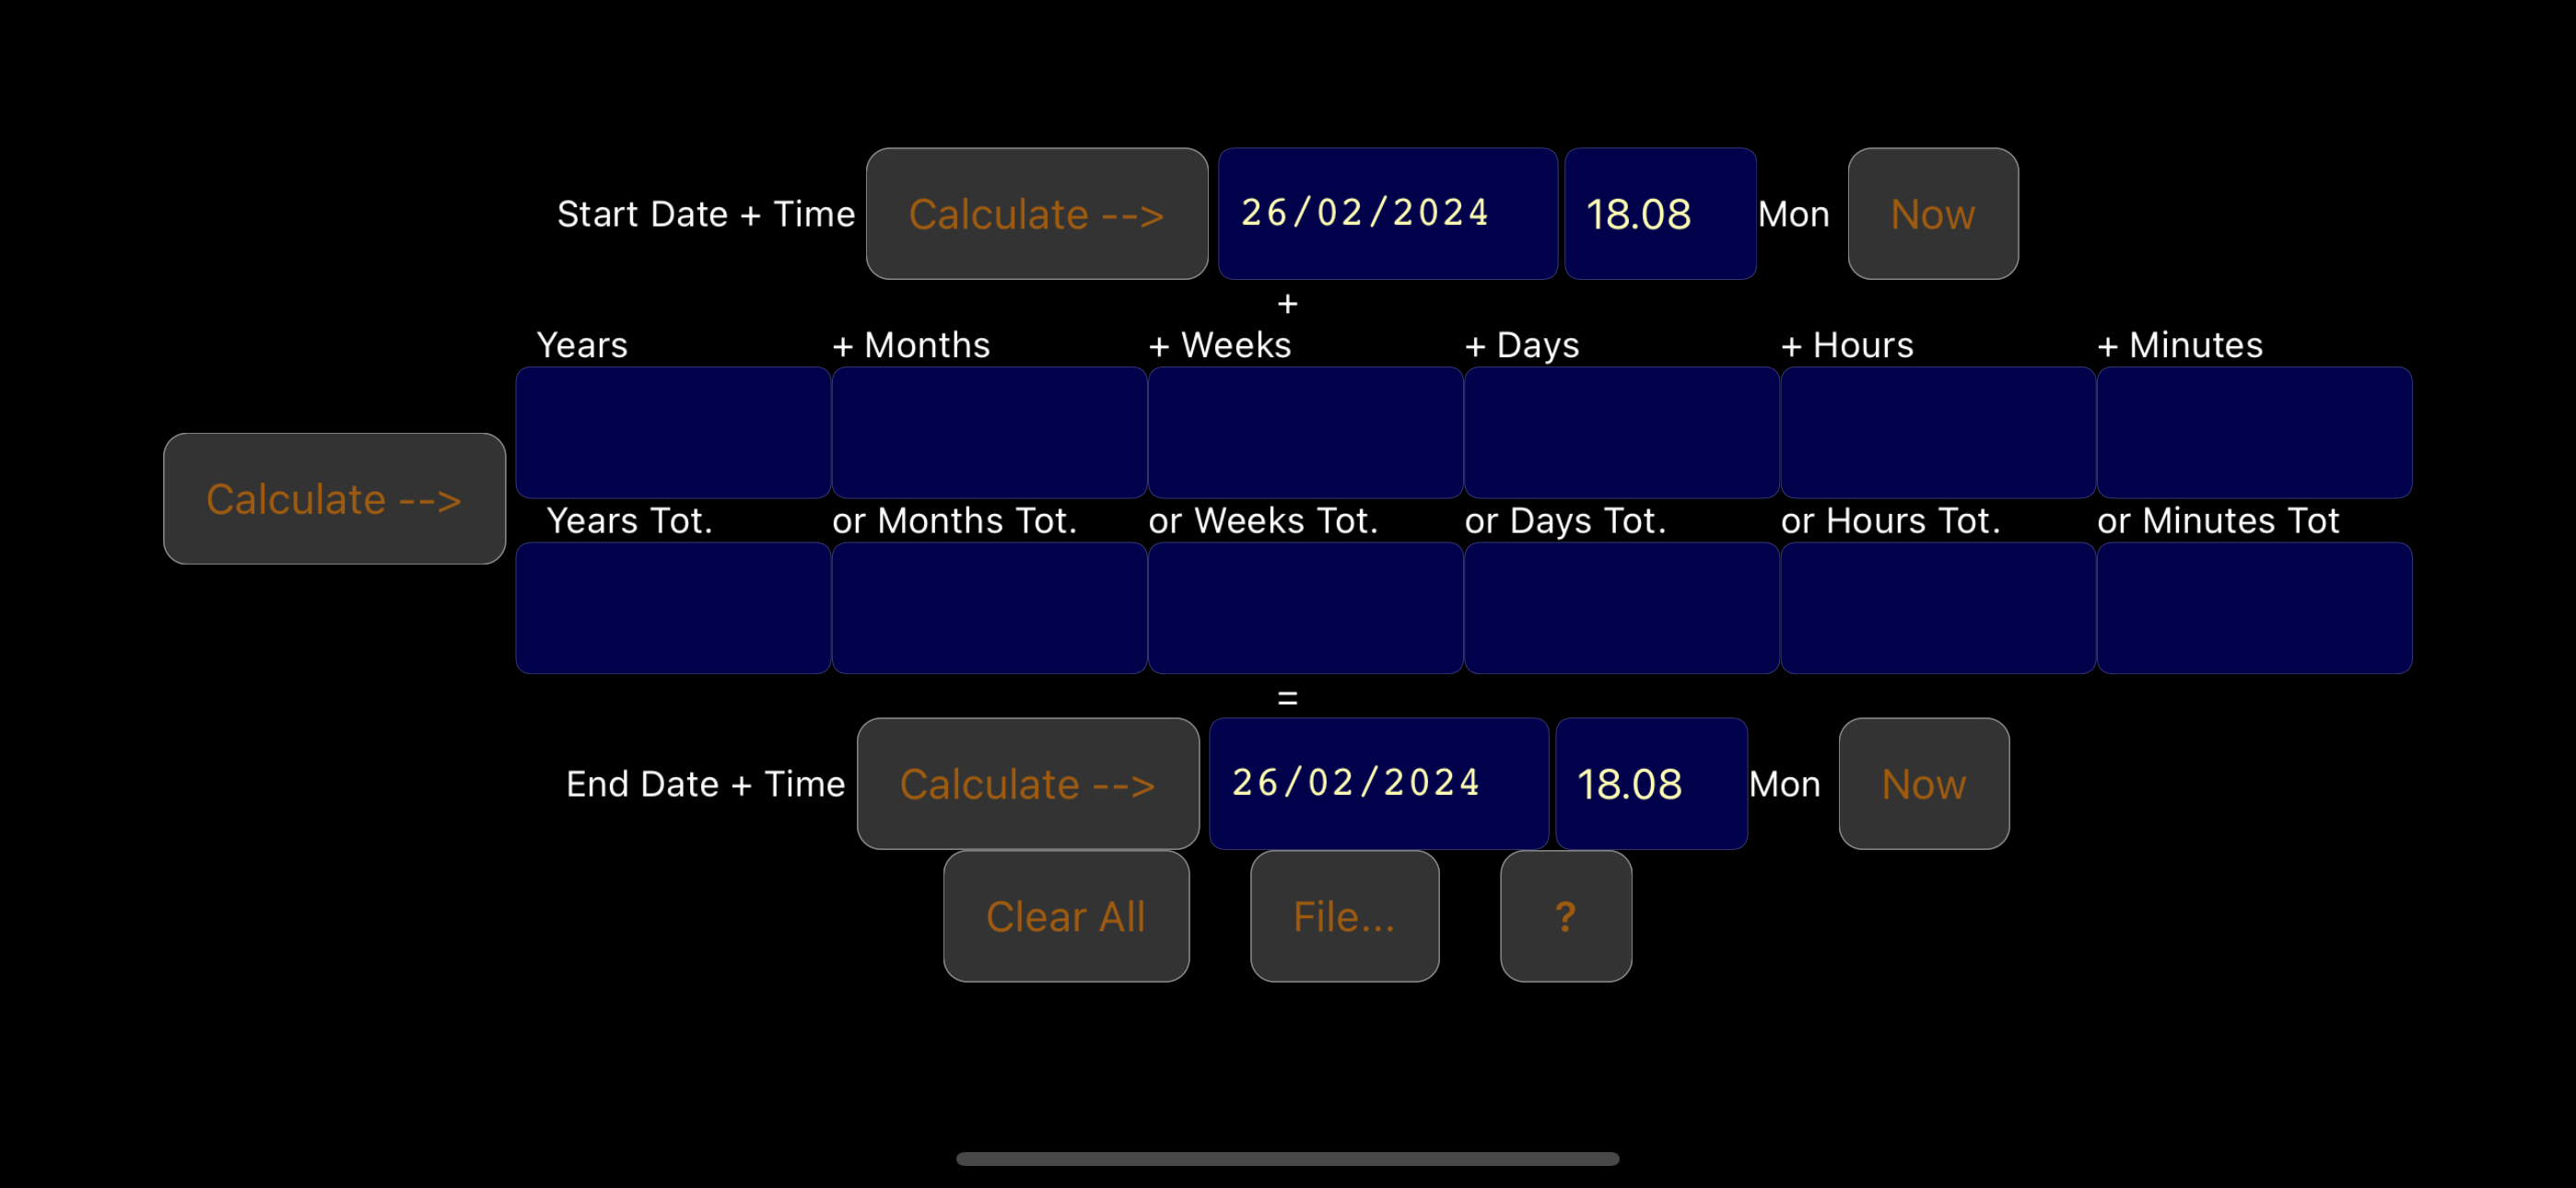 Start Date + Time Calculate --> 26/02/2024 18.08 Mon Now
+
Years + Months + Weeks + Days + Hours + Minutes
Calculate -->
Years Tot. or Months Tot. or Weeks Tot. or Days Tot. or Hours Tot. or Minutes Tot
=
End Date + Time Calculate --> 26/02/2024 18.08 Mon Now
Clear All File... ?